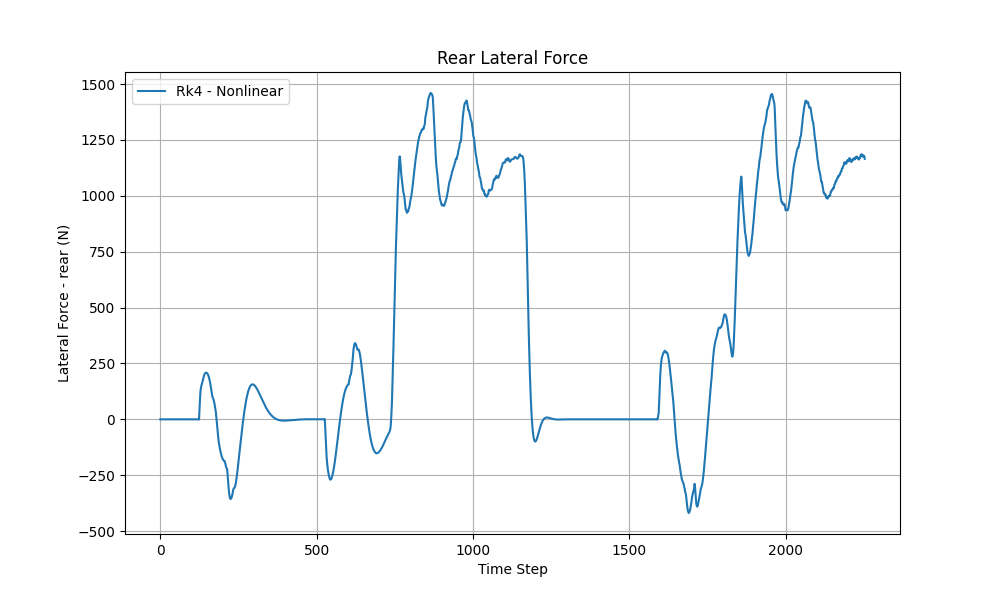 Rear Lateral Force
Rk4 - Nonlinear
Lateral Force - rear (N)
1500
1250
1000
750
500
250
0
−250
−500
0 500 1000 1500 2000
Time Step